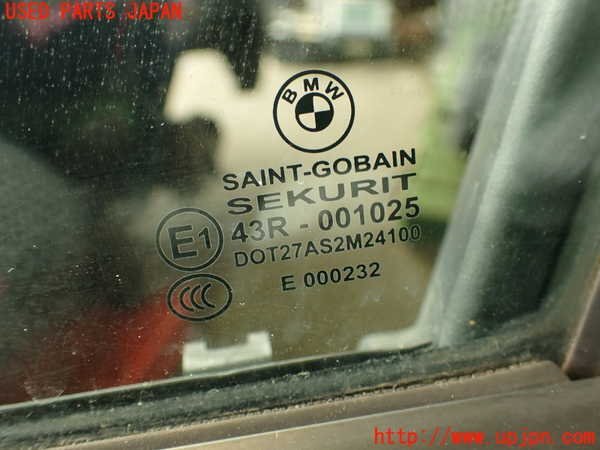 USED PARTS JAPAN
BMW
SAINT-GOBAIN
SEKURIT
E1
43R - 001025
DOT27AS2M24100
CCC
E 000232
http://www.upjpn.com